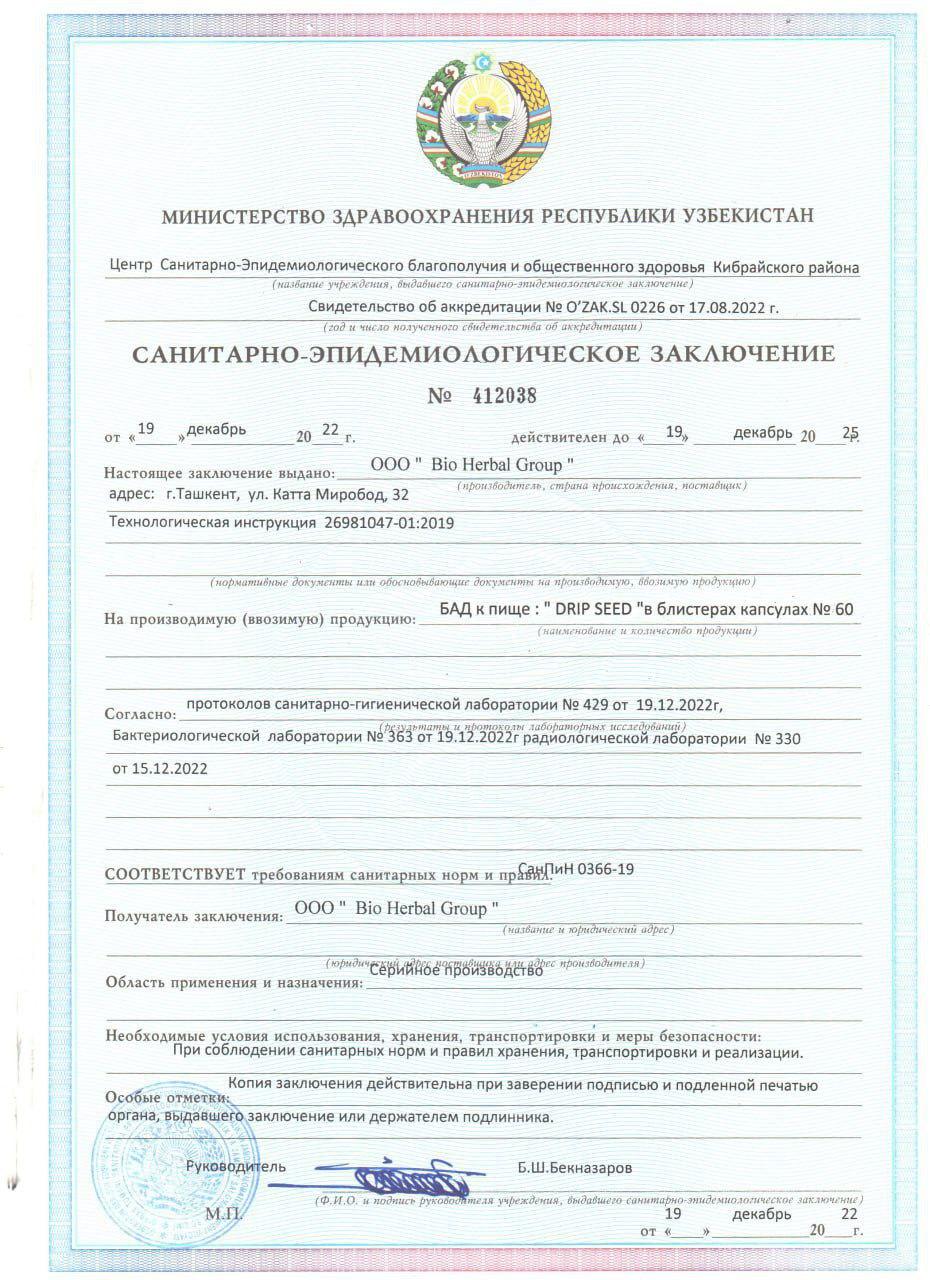 O'ZBEKISTON
МИНИСТЕРСТВО ЗДРАВООХРАНЕНИЯ РЕСПУБЛИКИ УЗБЕКИСТАН
Центр Санитарно-Эпидемиологического благополучия и общественного здоровья Кибрайского района
(название учреждения, выдавшего санитарно-эпидемиологическое заключение)
Свидетельство об аккредитации № O’ZAK.SL 0226 от 17.08.2022 г.
(год и число полученного свидетельства об аккредитации)
САНИТАРНО-ЭПИДЕМИОЛОГИЧЕСКОЕ ЗАКЛЮЧЕНИЕ
№ 412038
от «19» декабрь 2022 г. действителен до «19» декабрь 2025г.
Настоящее заключение выдано: ООО " Bio Herbal Group "
(производитель, страна происхождения, поставщик)
адрес: г.Ташкент, ул. Катта Миробод, 32
Технологическая инструкция 26981047-01:2019
(нормативные документы или обосновывающие документы на производимую, ввозимую продукцию)
На производимую (ввозимую) продукцию: БАД к пище : " DRIP SEED "в блистерах капсулах № 60
(наименование и количество продукции)
Согласно: протоколов санитарно-гигиенической лаборатории № 429 от 19.12.2022г,
(результаты и протоколы лабораторных исследований)
Бактериологической лаборатории № 363 от 19.12.2022г радиологической лаборатории № 330
от 15.12.2022
СООТВЕТСТВУЕТ требованиям санитарных норм и правил. СанПиН 0366-19
Получатель заключения: ООО " Bio Herbal Group "
(название и юридический адрес)
(юридический адрес поставщика или адрес производителя)
Область применения и назначения: Серийное производство
Необходимые условия использования, хранения, транспортировки и меры безопасности:
При соблюдении санитарных норм и правил хранения, транспортировки и реализации.
Особые отметки: Копия заключения действительна при заверении подписью и подленной печатью
органа, выдавшего заключение или держателем подлинника.
Руководитель Б.Ш.Бекназаров
(Ф.И.О. и подпись руководителя учреждения, выдавшего санитарно-эпидемиологическое заключение)
М.П.
от «19» декабрь 2022 г.